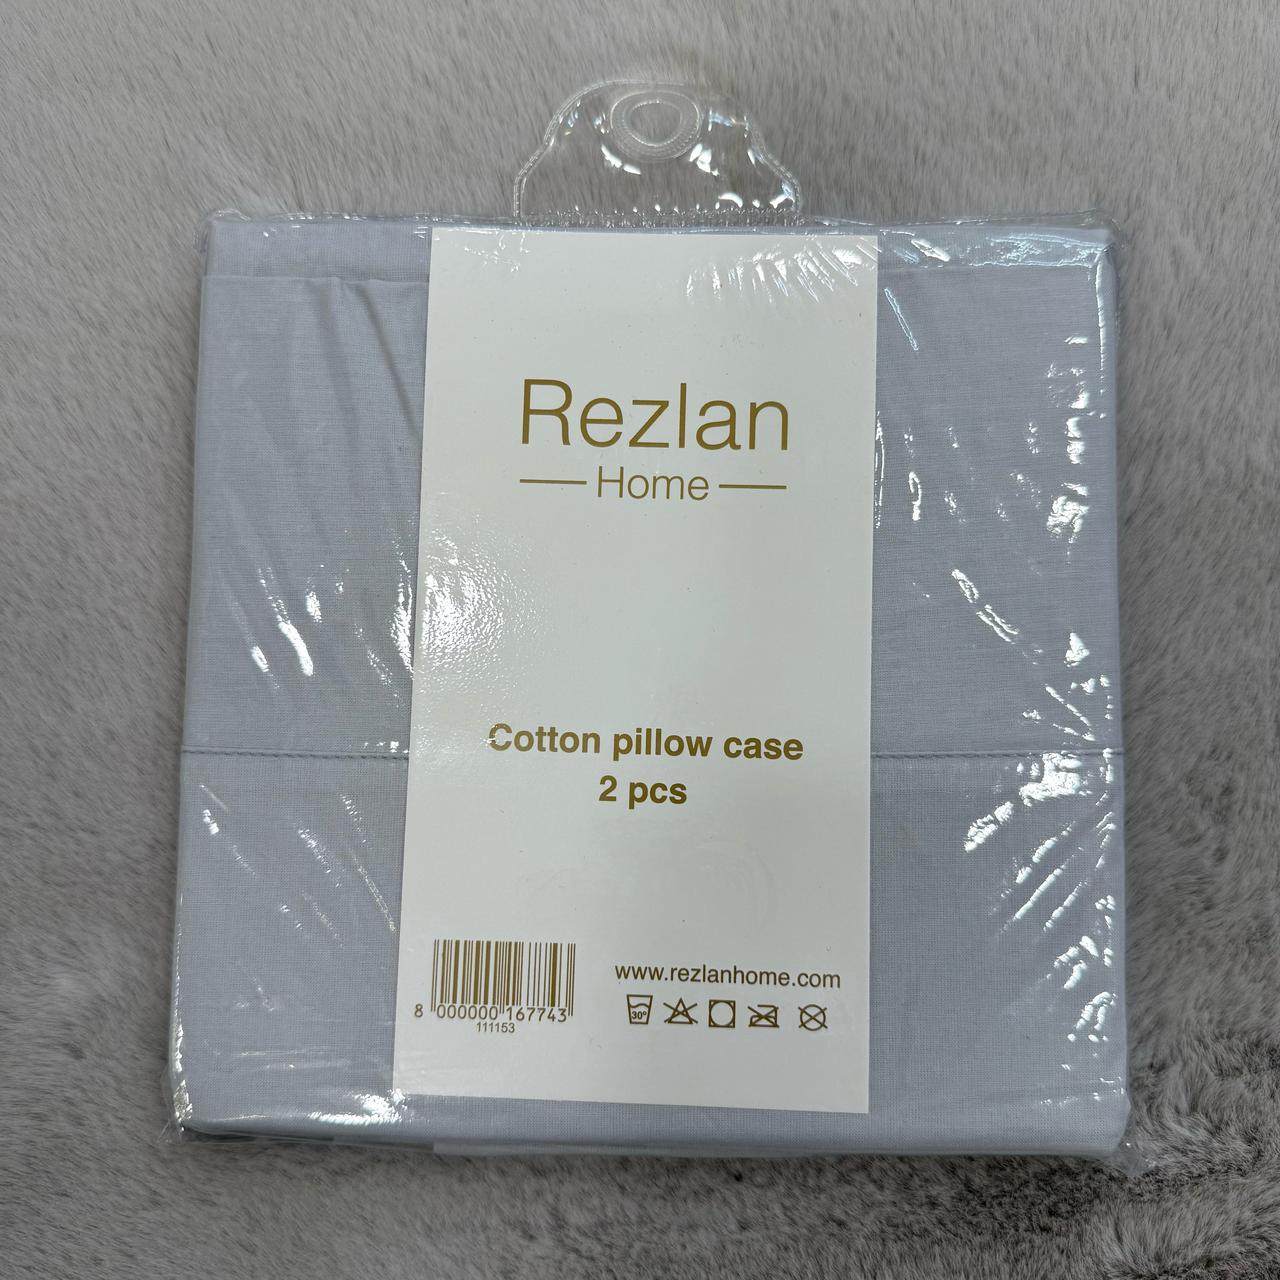 Rezlan
Home
Cotton pillow case
2 pcs
www.rezlanhome.com
30°
8 000000 167743
111153